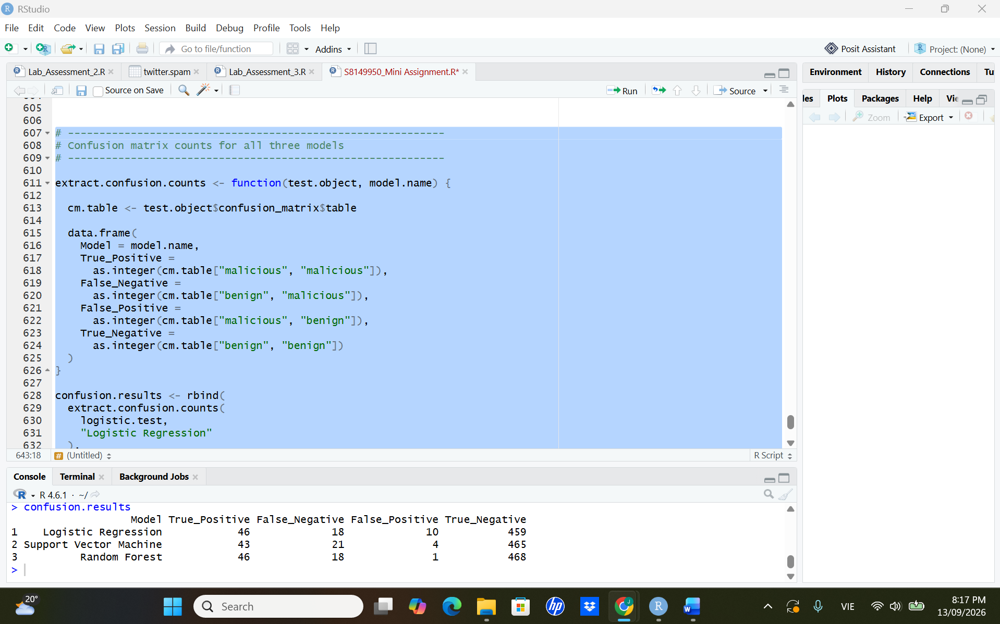 RStudio
File Edit Code View Plots Session Build Debug Profile Tools Help
Go to file/function Addins Posit Assistant Project: (None)
Lab_Assessment_2.R twitter.spam Lab_Assessment_3.R S8149950_Mini Assignment.R*
Source on Save Run Source
605
606
607 # ------------------------------------------------------------
608 # Confusion matrix counts for all three models
609 # ------------------------------------------------------------
610
611 extract.confusion.counts <- function(test.object, model.name) {
612
613 cm.table <- test.object$confusion_matrix$table
614
615 data.frame(
616 Model = model.name,
617 True_Positive =
618 as.integer(cm.table["malicious", "malicious"]),
619 False_Negative =
620 as.integer(cm.table["benign", "malicious"]),
621 False_Positive =
622 as.integer(cm.table["malicious", "benign"]),
623 True_Negative =
624 as.integer(cm.table["benign", "benign"])
625 )
626 }
627
628 confusion.results <- rbind(
629 extract.confusion.counts(
630 logistic.test,
631 "Logistic Regression"
632 ),
643:18 # (Untitled) R Script
Console Terminal Background Jobs
R 4.6.1 · ~/
> confusion.results
Model True_Positive False_Negative False_Positive True_Negative
1 Logistic Regression 46 18 10 459
2 Support Vector Machine 43 21 4 465
3 Random Forest 46 18 1 468
>
Environment History Connections Tu
les Plots Packages Help Vie
Zoom Export
20°
Search
VIE
8:17 PM
13/09/2026